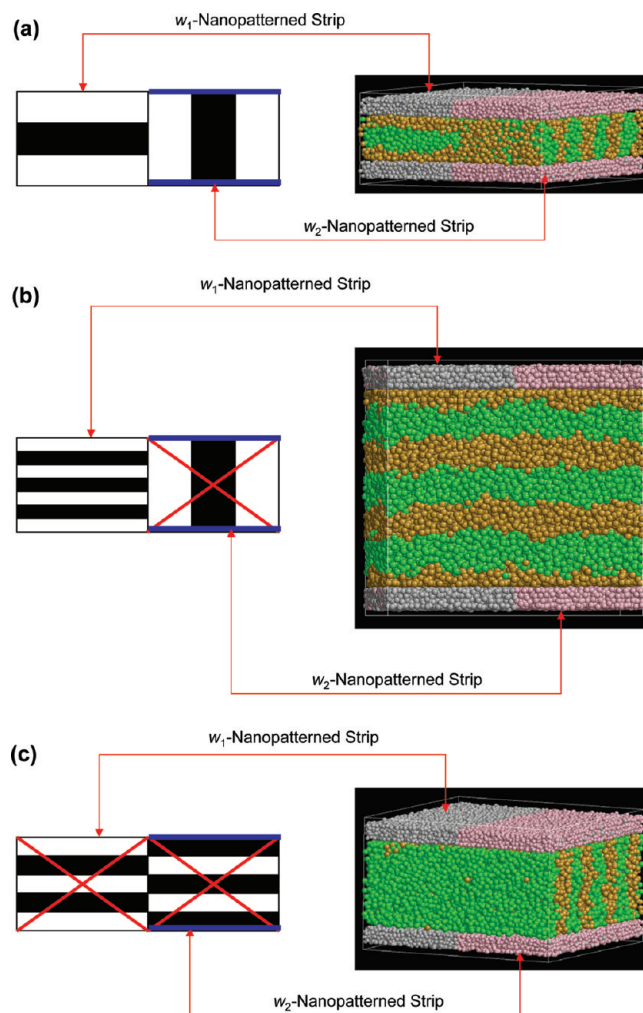 (a)
w₁-Nanopatterned Strip
w₂-Nanopatterned Strip
(b)
w₁-Nanopatterned Strip
w₂-Nanopatterned Strip
(c)
w₁-Nanopatterned Strip
w₂-Nanopatterned Strip